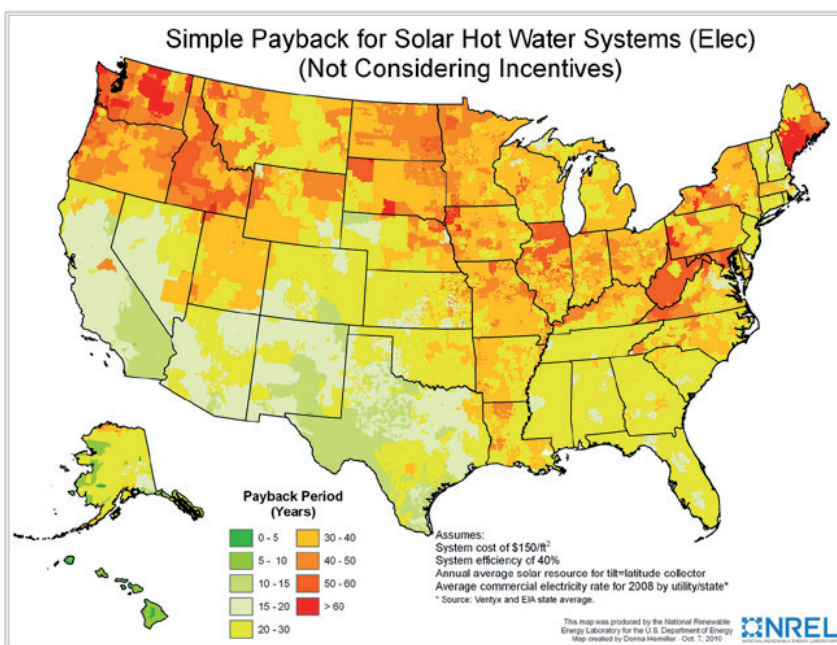 Simple Payback for Solar Hot Water Systems (Elec)
(Not Considering Incentives)
Payback Period
(Years)
0 - 5
5 - 10
10 - 15
15 - 20
20 - 30
30 - 40
40 - 50
50 - 60
> 60
Assumes:
System cost of $150/ft²
System efficiency of 40%
Annual average solar resource for tilt=latitude collector
Average commercial electricity rate for 2008 by utility/state*
* Source: Ventyx and EIA state average.
This map was produced by the National Renewable
Energy Laboratory for the U.S. Department of Energy
Map created by Donna Heimiller - Oct. 7, 2010
NREL
NATIONAL RENEWABLE ENERGY LABORATORY